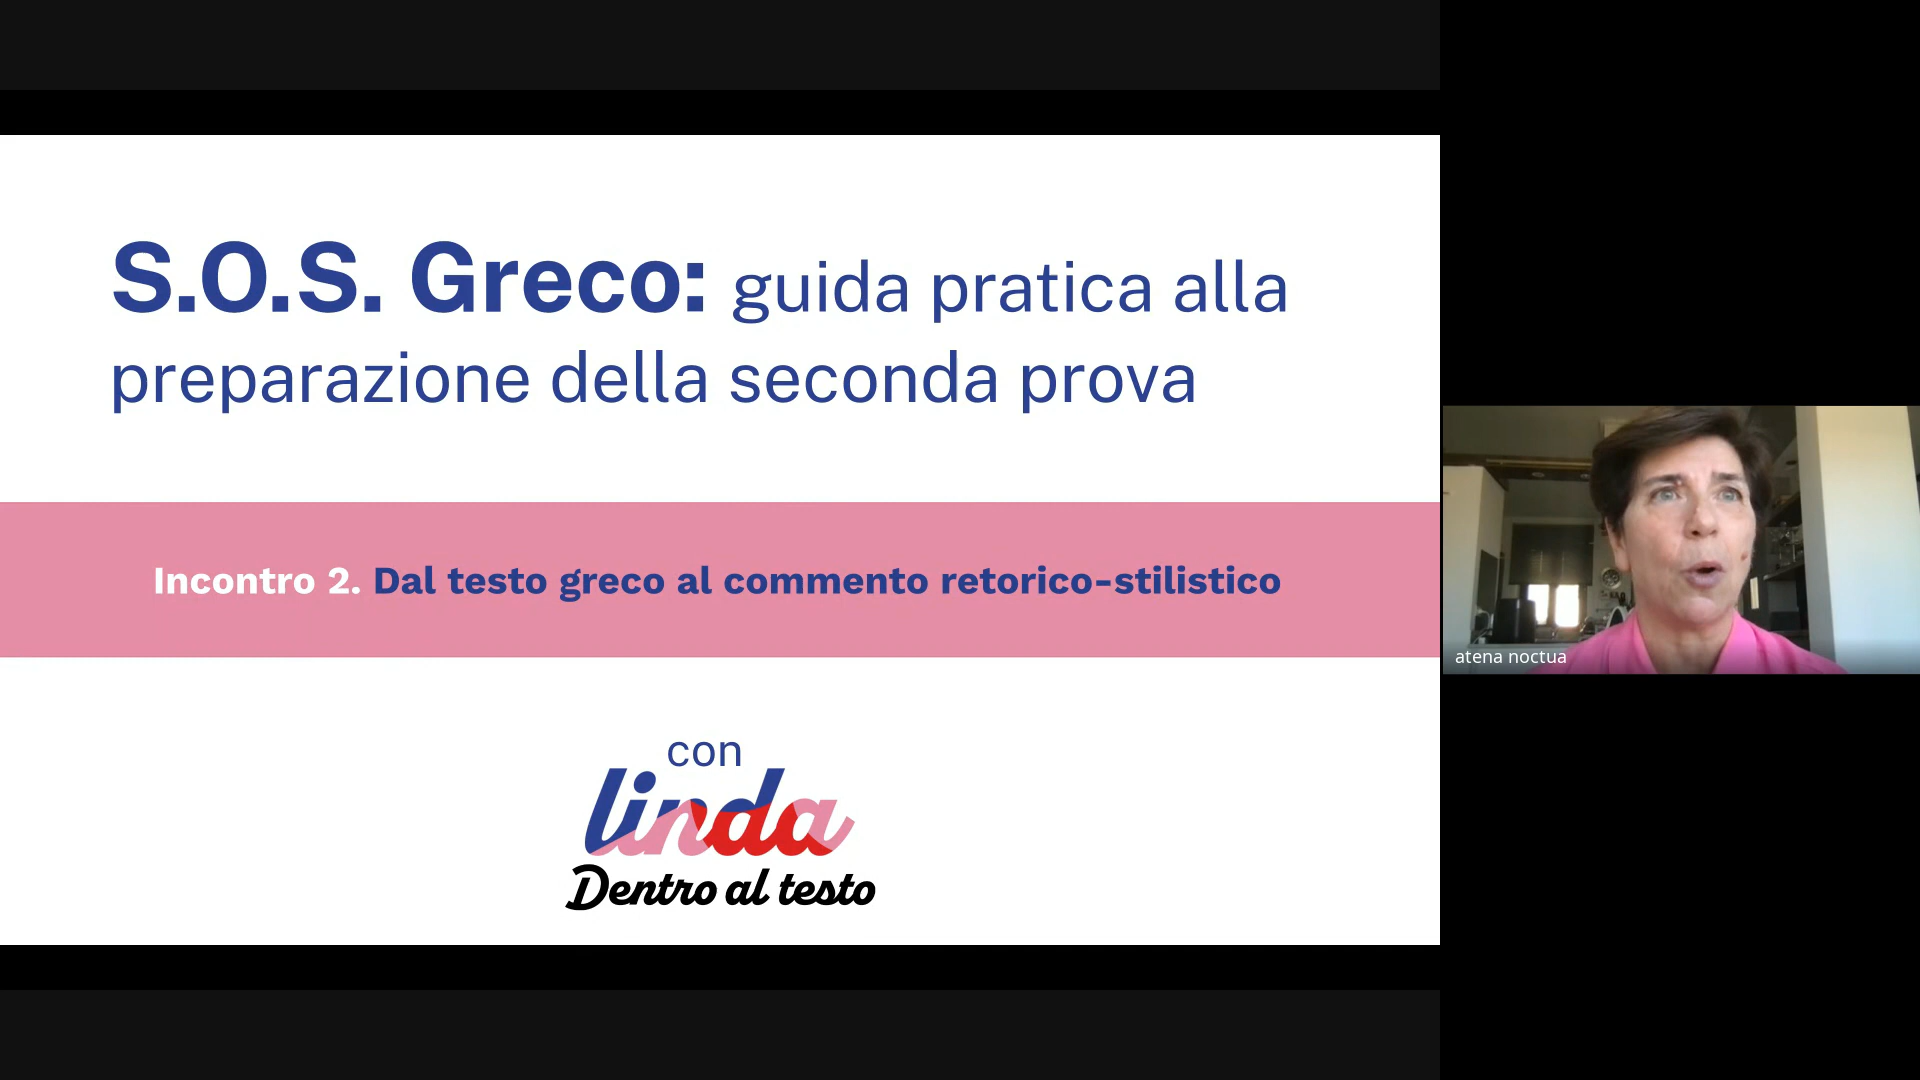 S.O.S. Greco: guida pratica alla
preparazione della seconda prova
Incontro 2. Dal testo greco al commento retorico-stilistico
con
linda
Dentro al testo
atena noctua